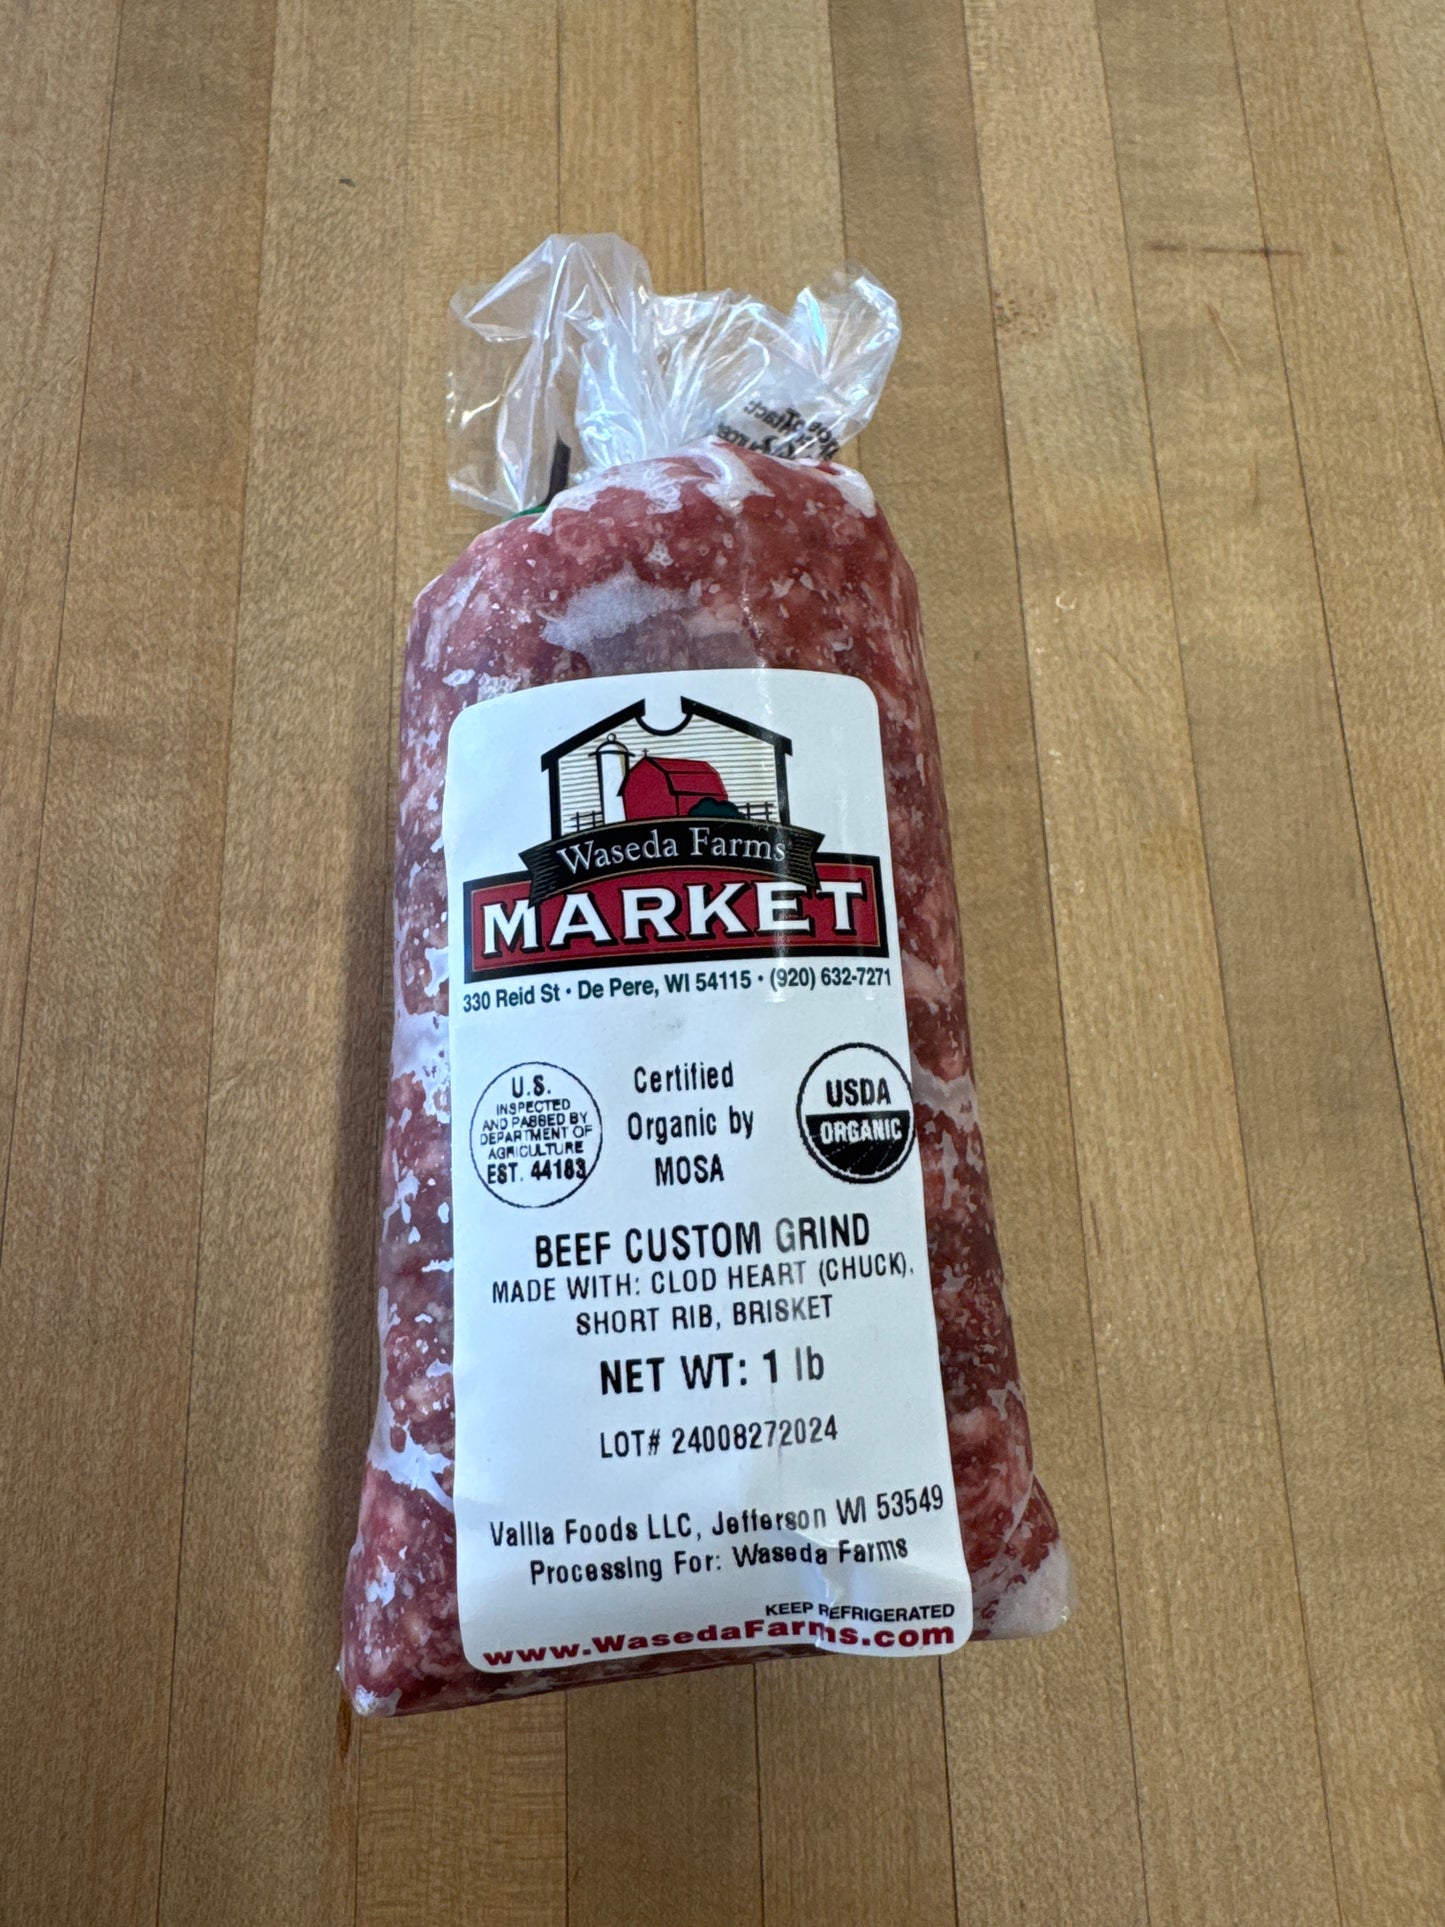 Waseda Farms
MARKET
330 Reid St • De Pere, WI 54115 • (920) 632-7271
U.S.
INSPECTED
AND PASSED BY
DEPARTMENT OF
AGRICULTURE
EST. 44183
Certified
Organic by
MOSA
USDA
ORGANIC
BEEF CUSTOM GRIND
MADE WITH: CLOD HEART (CHUCK),
SHORT RIB, BRISKET
NET WT: 1 lb
LOT# 24008272024
Vallia Foods LLC, Jefferson WI 53549
Processing For: Waseda Farms
KEEP REFRIGERATED
www.WasedaFarms.com